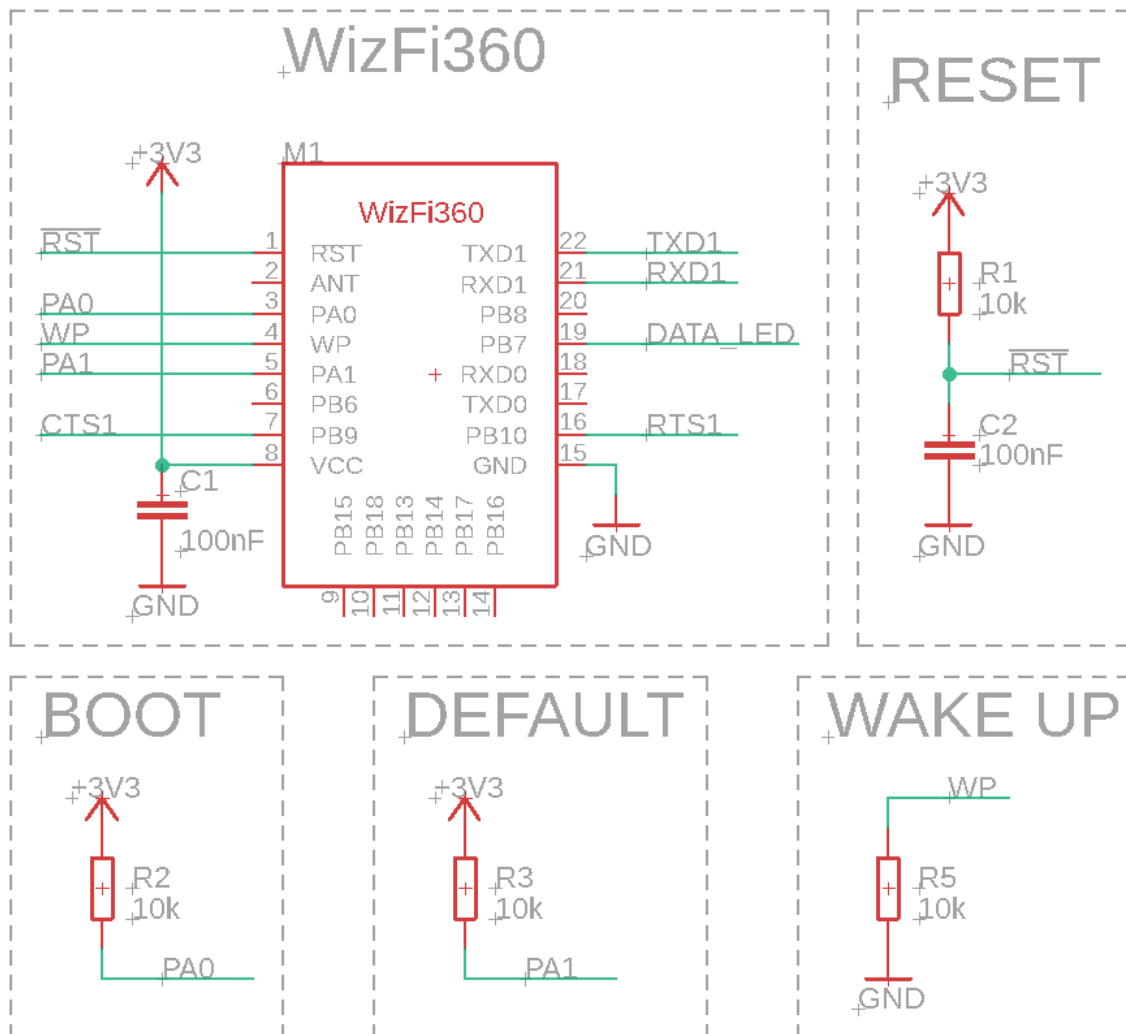 WizFi360
+3V3
M1
WizFi360
RST
1
RST
TXD1
22
TXD1
2
ANT
RXD1
21
RXD1
PA0
3
PA0
PB8
20
WP
4
WP
PB7
19
DATA_LED
PA1
5
PA1
RXD0
18
6
PB6
TXD0
17
CTS1
7
PB9
PB10
16
RTS1
8
VCC
GND
15
C1
100nF
GND
PB15
PB18
PB13
PB14
PB17
PB16
9
10
11
12
13
14
GND
RESET
+3V3
R1
10k
RST
C2
100nF
GND
BOOT
+3V3
R2
10k
PA0
DEFAULT
+3V3
R3
10k
PA1
WAKE UP
WP
R5
10k
GND